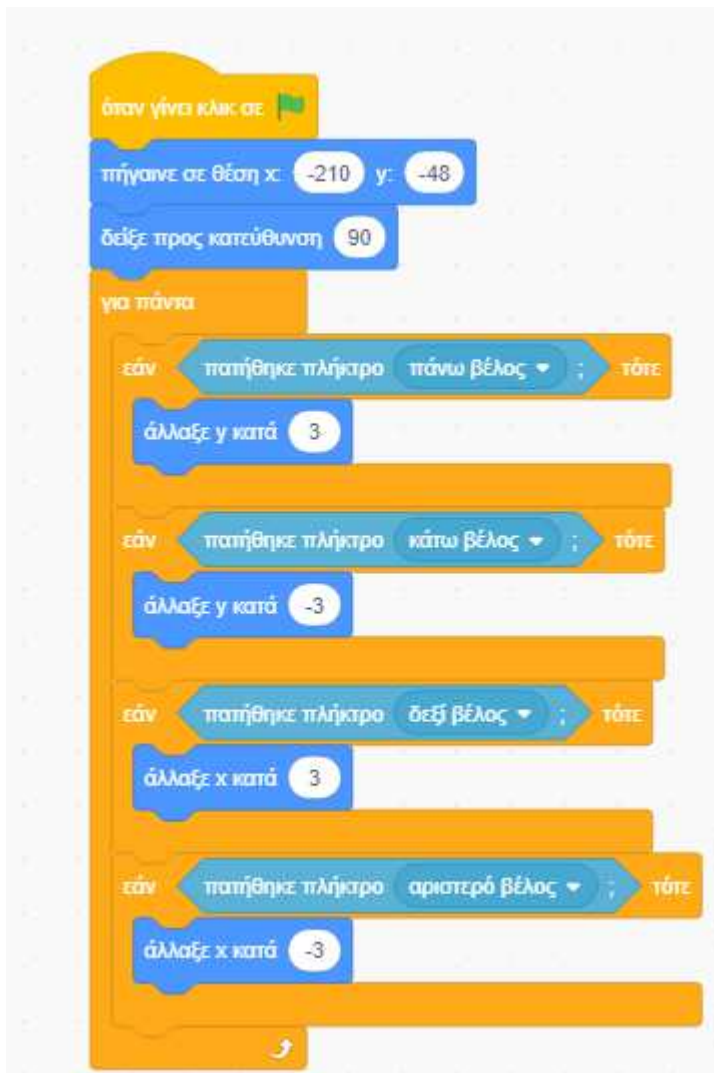 όταν γίνει κλικ σε
πήγαινε σε θέση x: -210 y: -48
δείξε προς κατεύθυνση 90
για πάντα
εάν πατήθηκε πλήκτρο πάνω βέλος ; τότε
άλλαξε y κατά 3
εάν πατήθηκε πλήκτρο κάτω βέλος ; τότε
άλλαξε y κατά -3
εάν πατήθηκε πλήκτρο δεξί βέλος ; τότε
άλλαξε x κατά 3
εάν πατήθηκε πλήκτρο αριστερό βέλος ; τότε
άλλαξε x κατά -3